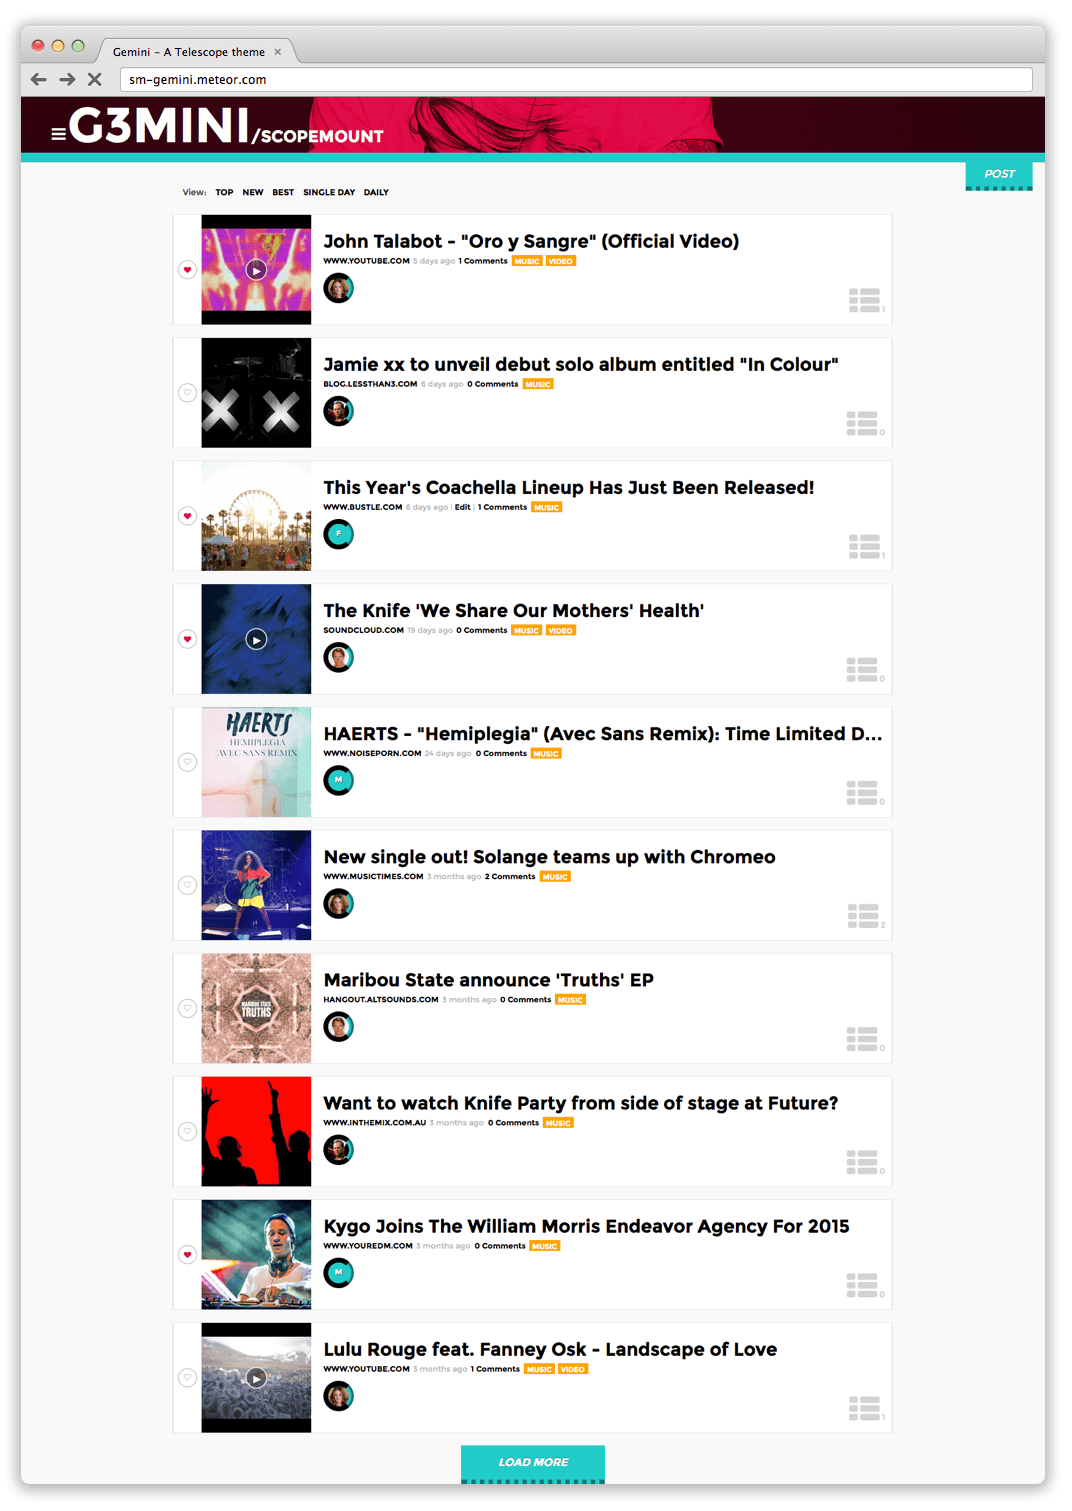 Gemini – A Telescope theme ×
sm-gemini.meteor.com
G3MINI/SCOPEMOUNT
POST
View: TOP NEW BEST SINGLE DAY DAILY
John Talabot - "Oro y Sangre" (Official Video)
WWW.YOUTUBE.COM 5 days ago 1 Comments MUSIC VIDEO
1
Jamie xx to unveil debut solo album entitled "In Colour"
BLOG.LESSTHAN3.COM 6 days ago 0 Comments MUSIC
0
This Year's Coachella Lineup Has Just Been Released!
WWW.BUSTLE.COM 6 days ago | Edit | 1 Comments MUSIC
F
1
The Knife 'We Share Our Mothers' Health'
SOUNDCLOUD.COM 19 days ago 0 Comments MUSIC VIDEO
0
HAERTS
HEMIPLEGIA
(AVEC SANS REMIX)
HAERTS - "Hemiplegia" (Avec Sans Remix): Time Limited D...
WWW.NOISEPORN.COM 24 days ago 0 Comments MUSIC
M
0
New single out! Solange teams up with Chromeo
WWW.MUSICTIMES.COM 3 months ago 2 Comments MUSIC
2
MARIBOU STATE
TRUTHS
Maribou State announce 'Truths' EP
HANGOUT.ALTSOUNDS.COM 3 months ago 0 Comments MUSIC
0
Want to watch Knife Party from side of stage at Future?
WWW.INTHEMIX.COM.AU 3 months ago 0 Comments MUSIC
0
Kygo Joins The William Morris Endeavor Agency For 2015
WWW.YOUREDM.COM 3 months ago 0 Comments MUSIC
M
0
Lulu Rouge feat. Fanney Osk - Landscape of Love
WWW.YOUTUBE.COM 3 months ago 1 Comments MUSIC VIDEO
1
LOAD MORE